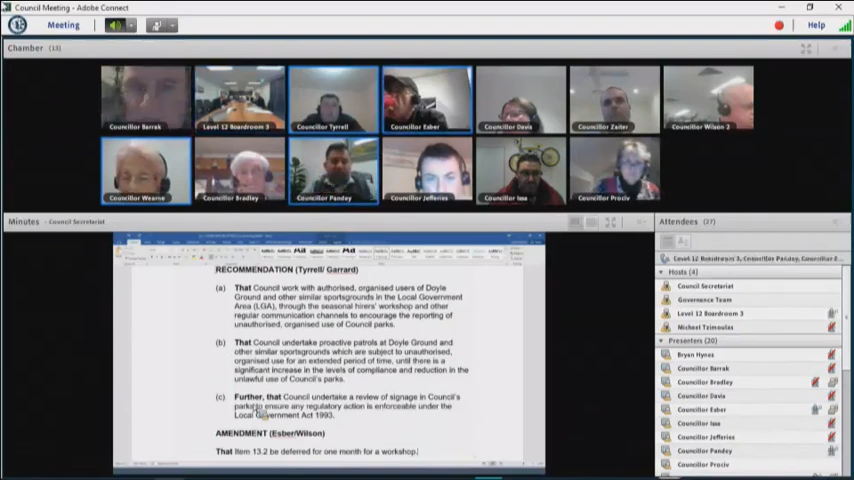 Council Meeting - Adobe Connect
Meeting
Help
Chamber (13)
Councillor Barrak
Level 12 Boardroom 3
Councillor Tyrrell
Councillor Esber
Councillor Davis
Councillor Zaiter
Councillor Wilson 2
Councillor Wearne
Councillor Bradley
Councillor Pandey
Councillor Jefferies
Councillor Issa
Councillor Prociv
Minutes - Council Secretariat
RECOMMENDATION (Tyrrell/ Garrard)
(a) That Council work with authorised, organised users of Doyle
Ground and other similar sportsgrounds in the Local Government
Area (LGA), through the seasonal hirers' workshop and other
regular communication channels to encourage the reporting of
unauthorised, organised use of Council parks.
(b) That Council undertake proactive patrols at Doyle Ground and
other similar sportsgrounds which are subject to unauthorised,
organised use for an extended period of time, until there is a
significant increase in the levels of compliance and reduction in the
unlawful use of Council's parks.
(c) Further, that Council undertake a review of signage in Council's
parks to ensure any regulatory action is enforceable under the
Local Government Act 1993.
AMENDMENT (Esber/Wilson)
That Item 13.2 be deferred for one month for a workshop.
Attendees (27)
Level 12 Boardroom 3, Councillor Pandey, Councillor E...
Hosts (4)
Council Secretariat
Governance Team
Level 12 Boardroom 3
Michael Tzimoulas
Presenters (20)
Bryan Hynes
Councillor Barrak
Councillor Bradley
Councillor Davis
Councillor Esber
Councillor Issa
Councillor Jefferies
Councillor Pandey
Councillor Prociv